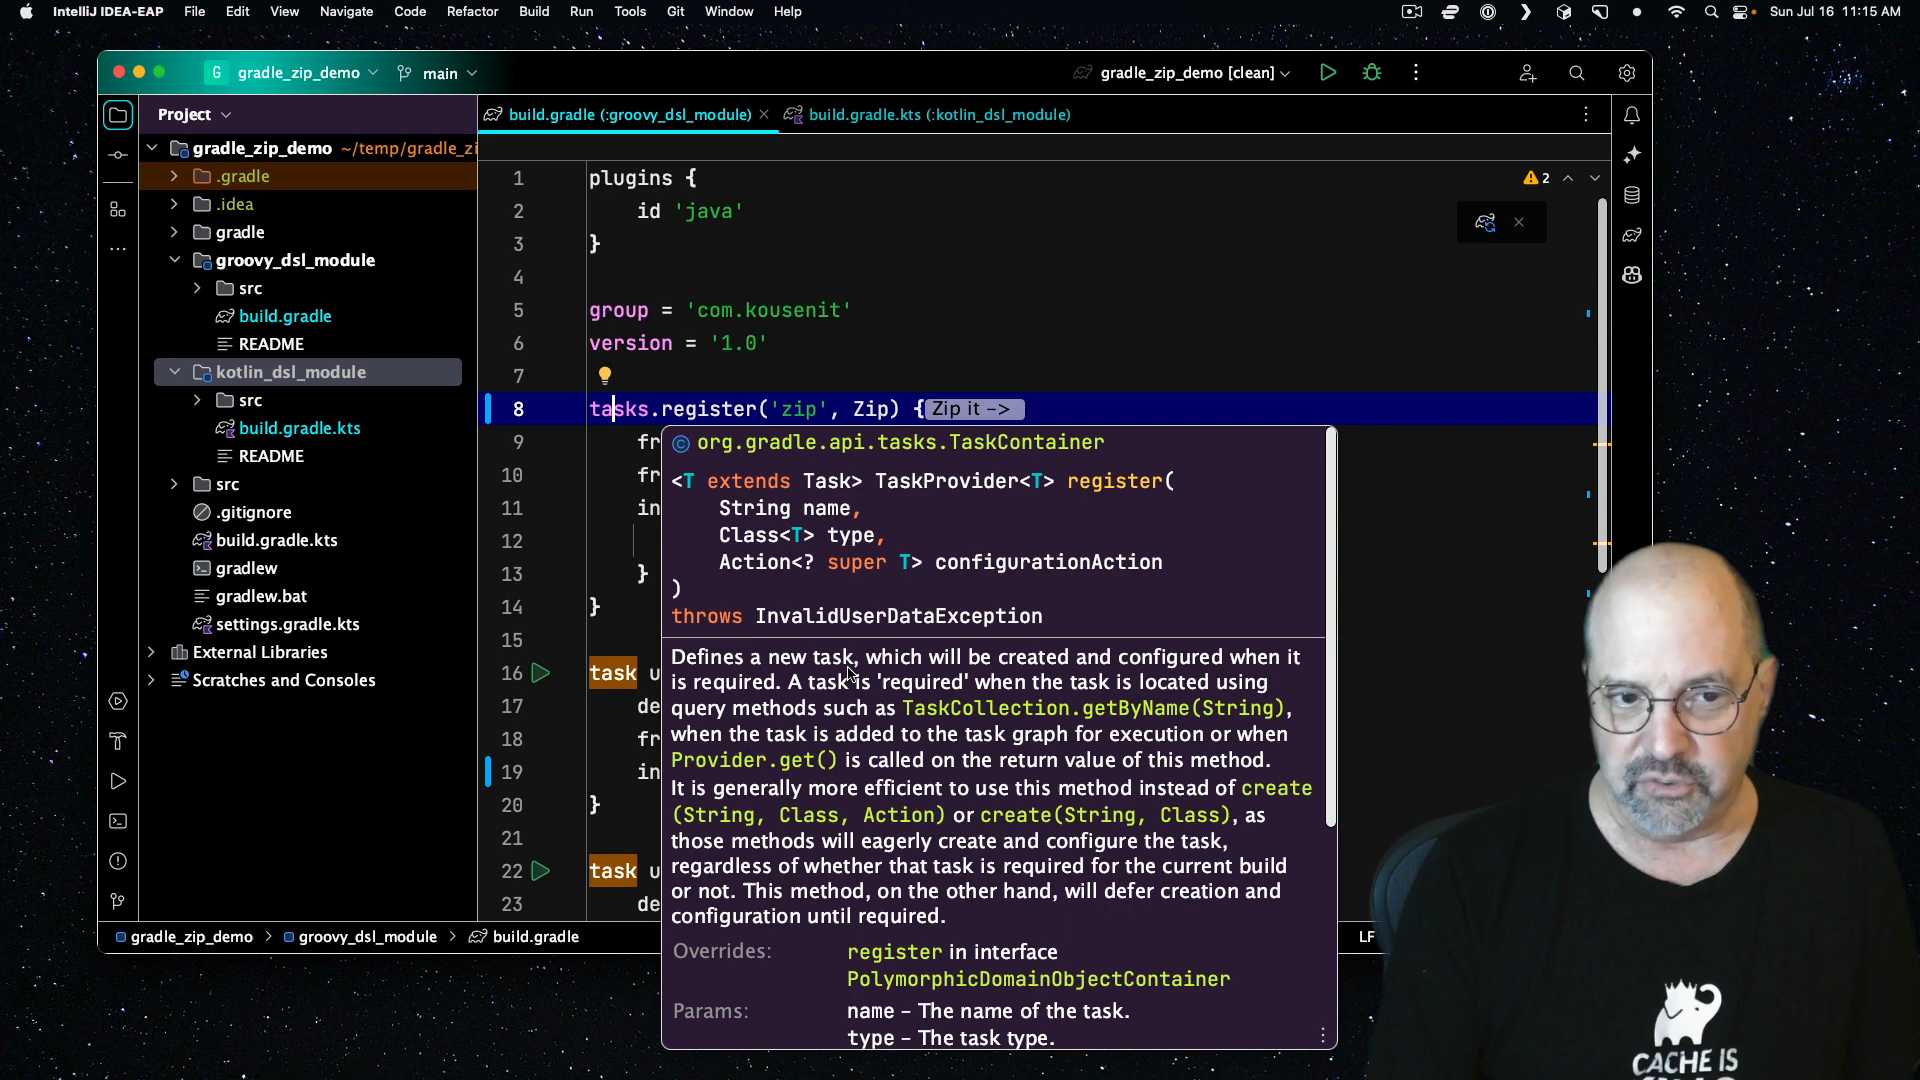 IntelliJ IDEA-EAP File Edit View Navigate Code Refactor Build Run Tools Git Window Help Sun Jul 16 11:15 AM
G gradle_zip_demo main gradle_zip_demo [clean]
Project
build.gradle (:groovy_dsl_module) build.gradle.kts (:kotlin_dsl_module)
gradle_zip_demo ~/temp/gradle_zi
.gradle
.idea
gradle
groovy_dsl_module
src
build.gradle
README
kotlin_dsl_module
src
build.gradle.kts
README
src
.gitignore
build.gradle.kts
gradlew
gradlew.bat
settings.gradle.kts
External Libraries
Scratches and Consoles
1 plugins {
2 id 'java'
3 }
4
5 group = 'com.kousenit'
6 version = '1.0'
7
8 tasks.register('zip', Zip) { Zip it ->
9 fr
10 fr
11 in
12
13 }
14 }
15
16 task u
17 de
18 fr
19 in
20 }
21
22 task u
23 de
2
org.gradle.api.tasks.TaskContainer
<T extends Task> TaskProvider<T> register(
String name,
Class<T> type,
Action<? super T> configurationAction
)
throws InvalidUserDataException
Defines a new task, which will be created and configured when it
is required. A task is 'required' when the task is located using
query methods such as TaskCollection.getByName(String),
when the task is added to the task graph for execution or when
Provider.get() is called on the return value of this method.
It is generally more efficient to use this method instead of create
(String, Class, Action) or create(String, Class), as
those methods will eagerly create and configure the task,
regardless of whether that task is required for the current build
or not. This method, on the other hand, will defer creation and
configuration until required.
Overrides: register in interface
PolymorphicDomainObjectContainer
Params: name – The name of the task.
type – The task type.
gradle_zip_demo > groovy_dsl_module > build.gradle LF
CACHE IS